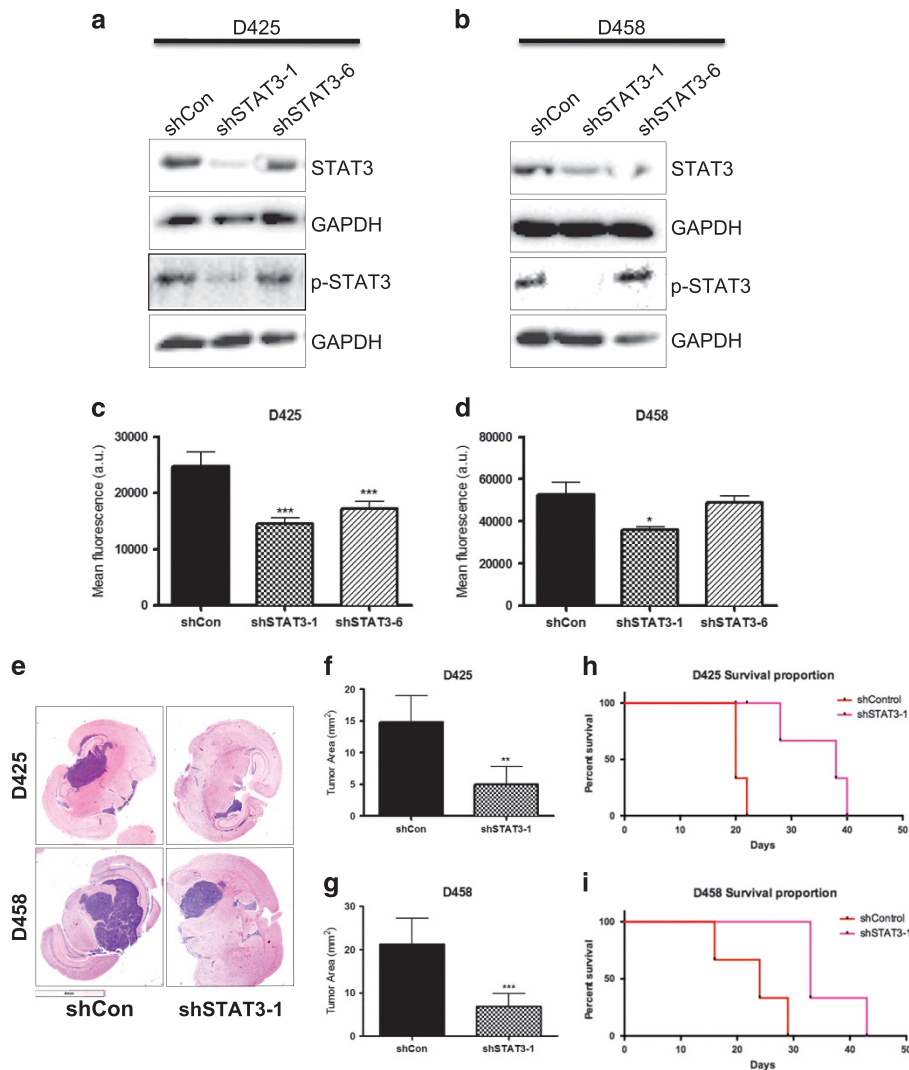 a
D425
shCon
shSTAT3-1
shSTAT3-6
STAT3
GAPDH
p-STAT3
GAPDH
b
D458
shCon
shSTAT3-1
shSTAT3-6
STAT3
GAPDH
p-STAT3
GAPDH
c
D425
Mean fluorescence (a.u.)
30000
20000
10000
0
***
***
shCon
shSTAT3-1
shSTAT3-6
d
D458
Mean fluorescence (a.u.)
80000
60000
40000
20000
0
*
shCon
shSTAT3-1
shSTAT3-6
e
D425
D458
shCon
shSTAT3-1
f
D425
Tumor Area (mm²)
20
15
10
5
0
**
shCon
shSTAT3-1
g
D458
Tumor Area (mm²)
30
20
10
0
***
shCon
shSTAT3-1
h
D425 Survival proportion
shControl
shSTAT3-1
Percent survival
100
50
0
0
10
20
30
40
50
Days
i
D458 Survival proportion
shControl
shSTAT3-1
Percent survival
100
50
0
0
10
20
30
40
50
Days